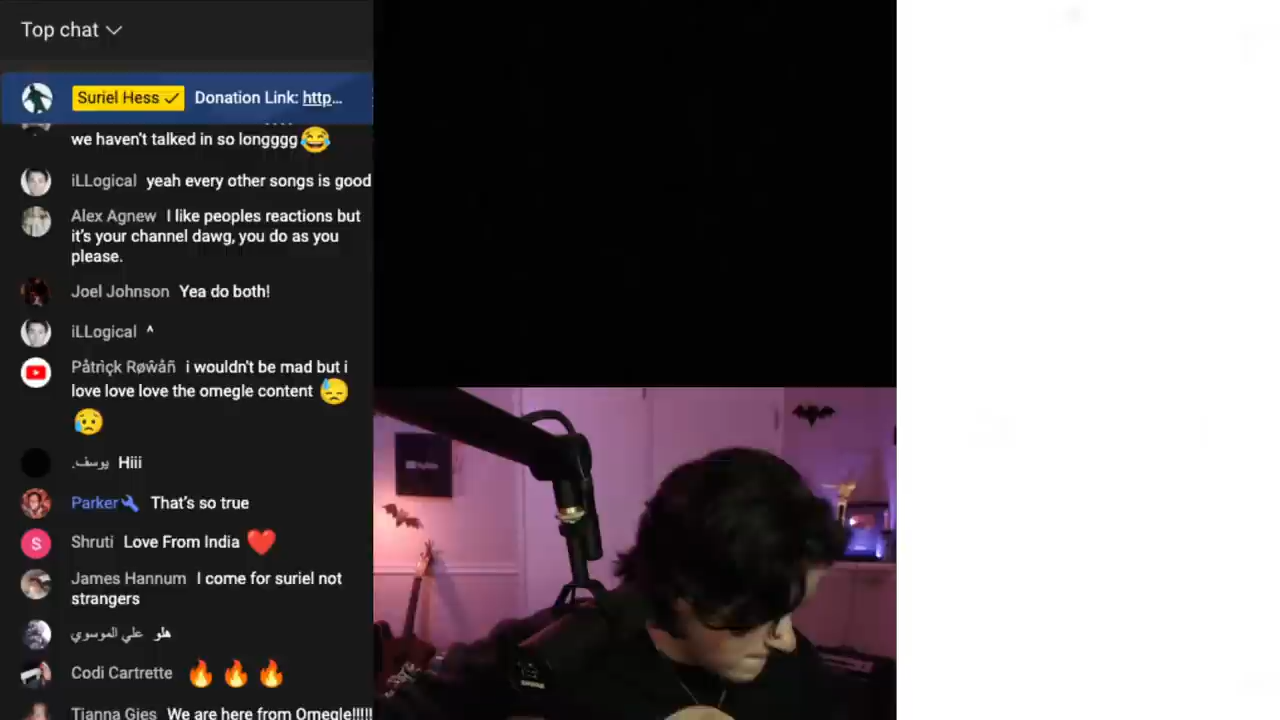 Top chat
Suriel Hess Donation Link: http...
we haven't talked in so longggg😂
iLLogical yeah every other songs is good
Alex Agnew I like peoples reactions but
it's your channel dawg, you do as you
please.
Joel Johnson Yea do both!
iLLogical ^
Påtrìçk Røŵåñ i wouldn't be mad but i
love love love the omegle content 😓
😥
يوسف. Hiii
Parker That's so true
Shruti Love From India ❤️
S
James Hannum I come for suriel not
strangers
علي الموسوي هلو
Codi Cartrette 🔥🔥🔥
Tianna Gies We are here from Omegle!!!!!